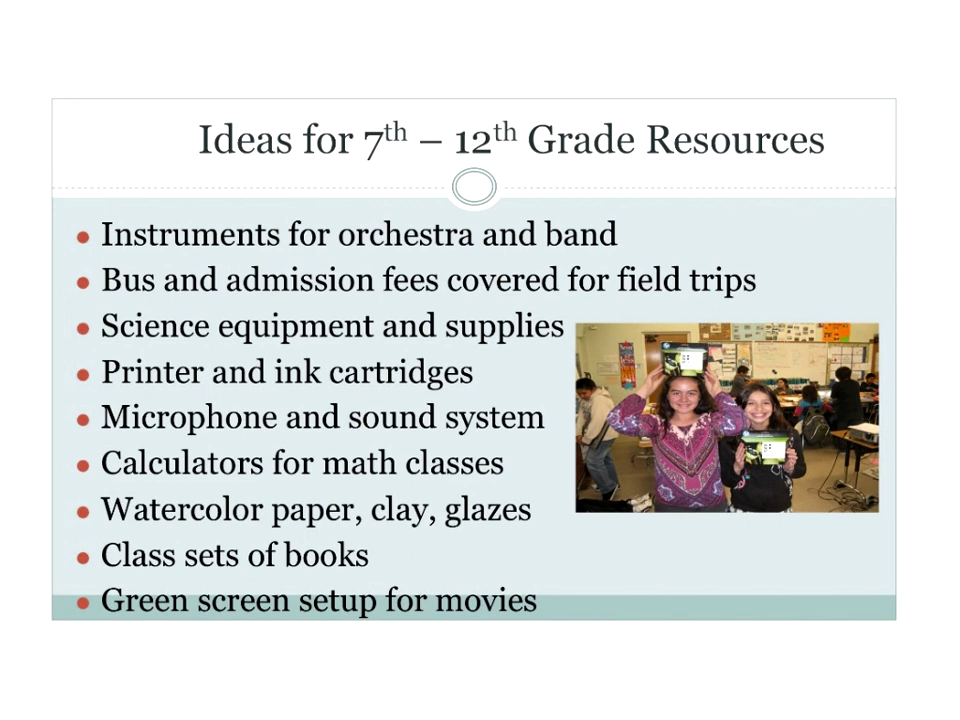 Ideas for 7th – 12th Grade Resources
• Instruments for orchestra and band
• Bus and admission fees covered for field trips
• Science equipment and supplies
• Printer and ink cartridges
• Microphone and sound system
• Calculators for math classes
• Watercolor paper, clay, glazes
• Class sets of books
• Green screen setup for movies